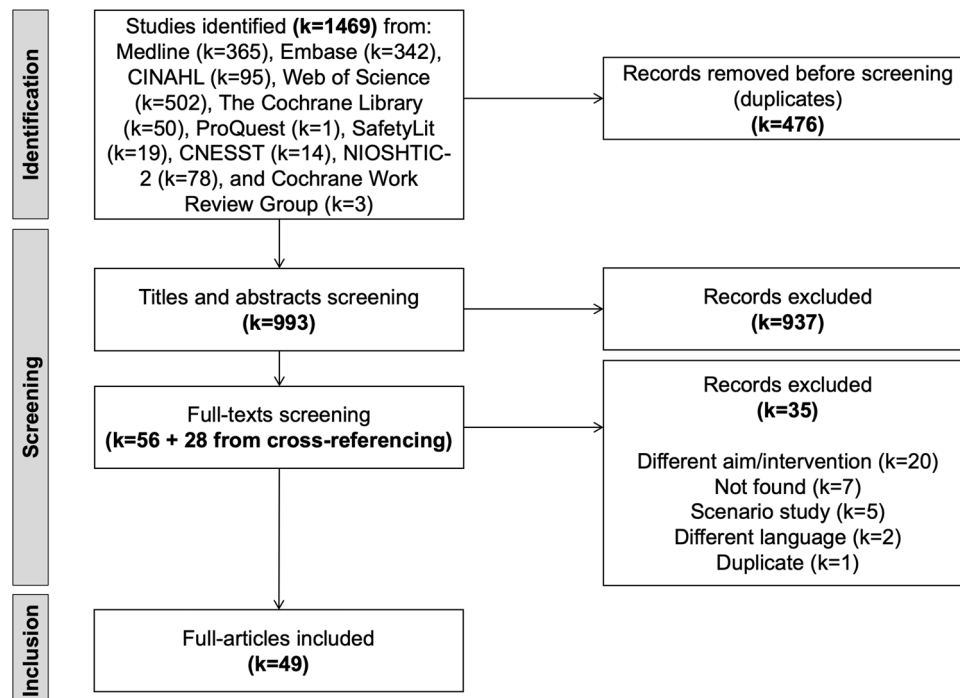 Identification
Studies identified (k=1469) from:
Medline (k=365), Embase (k=342),
CINAHL (k=95), Web of Science
(k=502), The Cochrane Library
(k=50), ProQuest (k=1), SafetyLit
(k=19), CNESST (k=14), NIOSHTIC-
2 (k=78), and Cochrane Work
Review Group (k=3)
Records removed before screening
(duplicates)
(k=476)
Screening
Titles and abstracts screening
(k=993)
Records excluded
(k=937)
Full-texts screening
(k=56 + 28 from cross-referencing)
Records excluded
(k=35)
Different aim/intervention (k=20)
Not found (k=7)
Scenario study (k=5)
Different language (k=2)
Duplicate (k=1)
Inclusion
Full-articles included
(k=49)